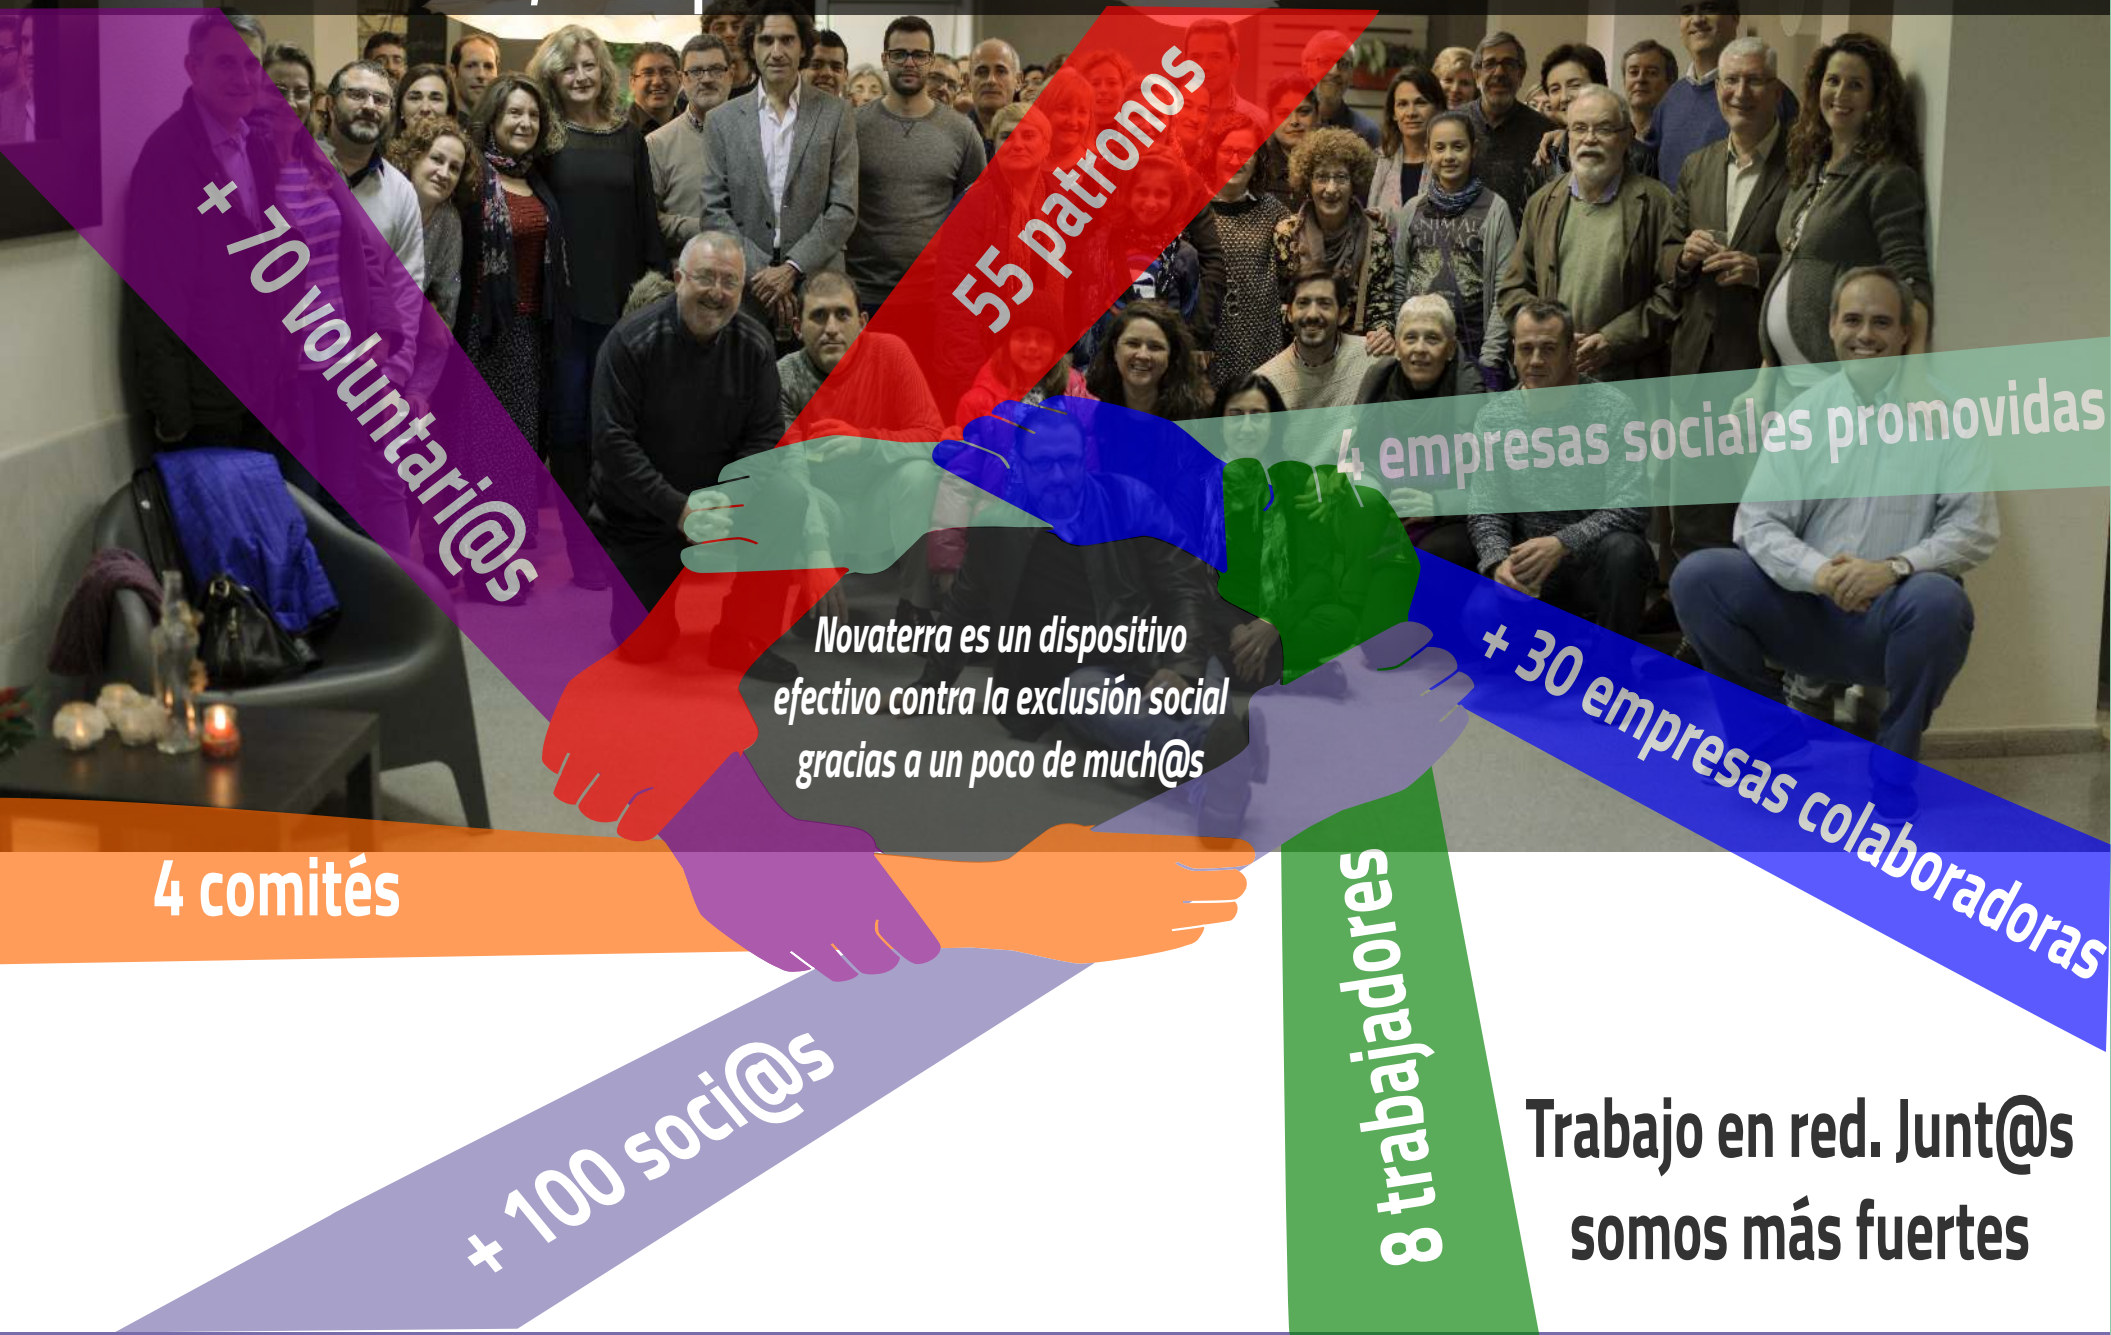 + 70 voluntari@s
55 patronos
4 empresas sociales promovidas
Novaterra es un dispositivo
efectivo contra la exclusión social
gracias a un poco de much@s
+ 30 empresas colaboradoras
4 comités
+ 100 soci@s
8 trabajadores
Trabajo en red. Junt@s
somos más fuertes